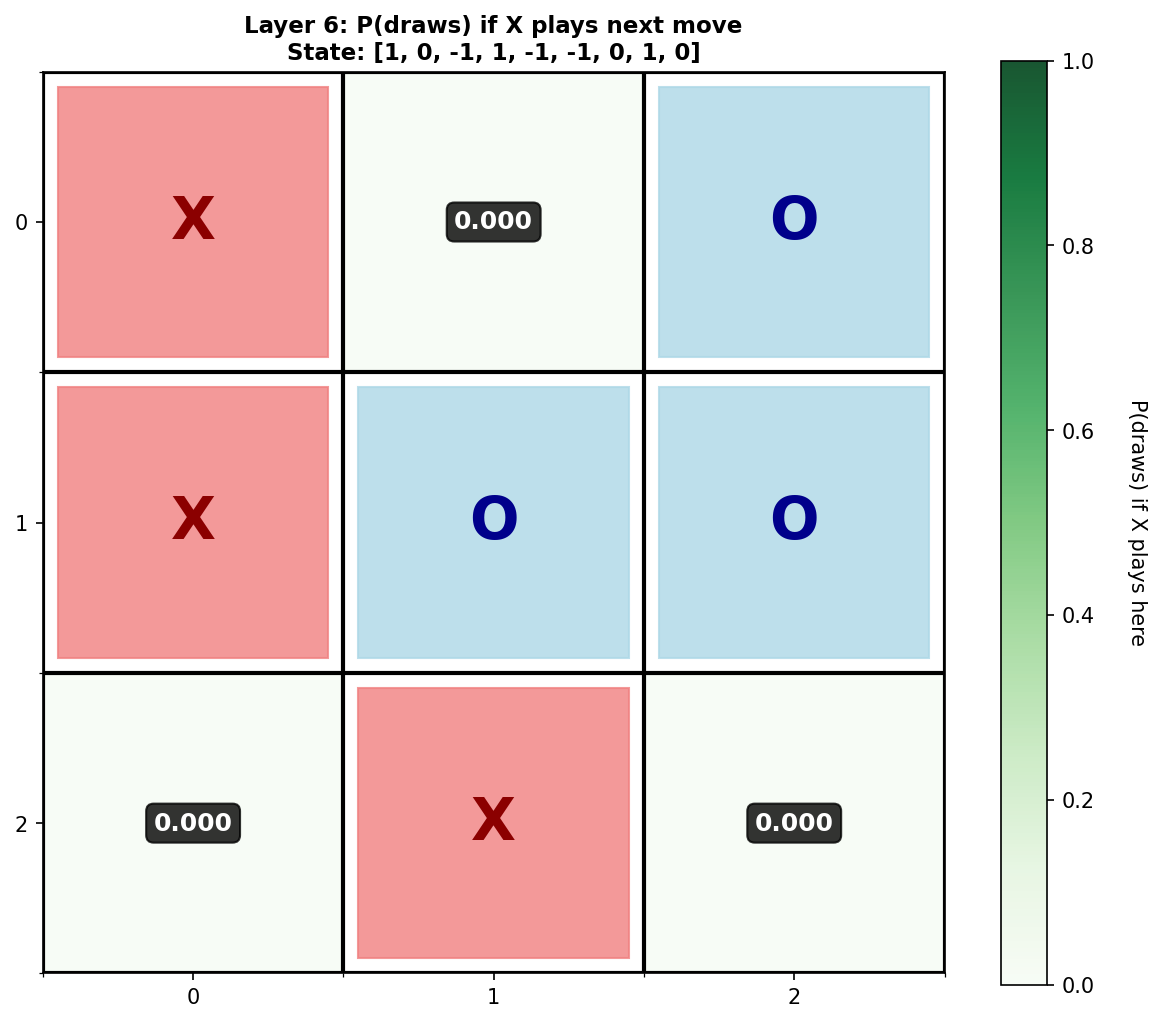 Layer 6: P(draws) if X plays next move
State: [1, 0, -1, 1, -1, -1, 0, 1, 0]
0
X
0.000
O
1
X
O
O
2
0.000
X
0.000
0
1
2
1.0
0.8
0.6
0.4
0.2
0.0
P(draws) if X plays here